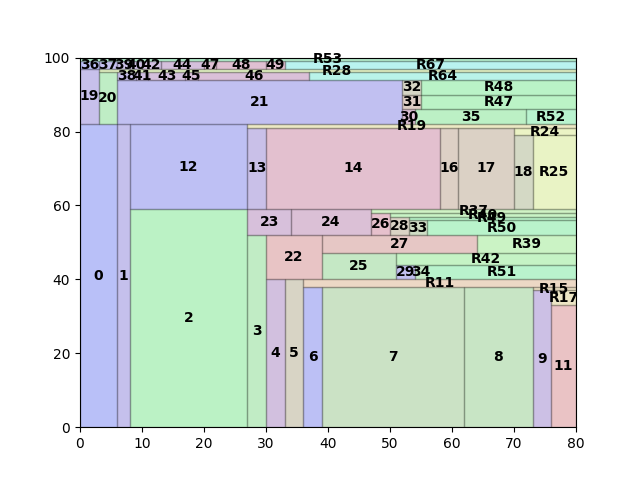 100
36 37 39 40 42 44 47 48 49 R53 R67
38 41 43 45 46 R28 R64
19 20 21 32 R48
31 R47
30 35 R52
80
R19 R24
12 13 14 16 17 18 R25
60
R37
R49
23 24 26 28 33 R50
27 R39
22 25 R42
29 34 R51
0 1 40 R11
R15
R17
2 3 4 5 6 7 8 9 11
20
0
0 10 20 30 40 50 60 70 80